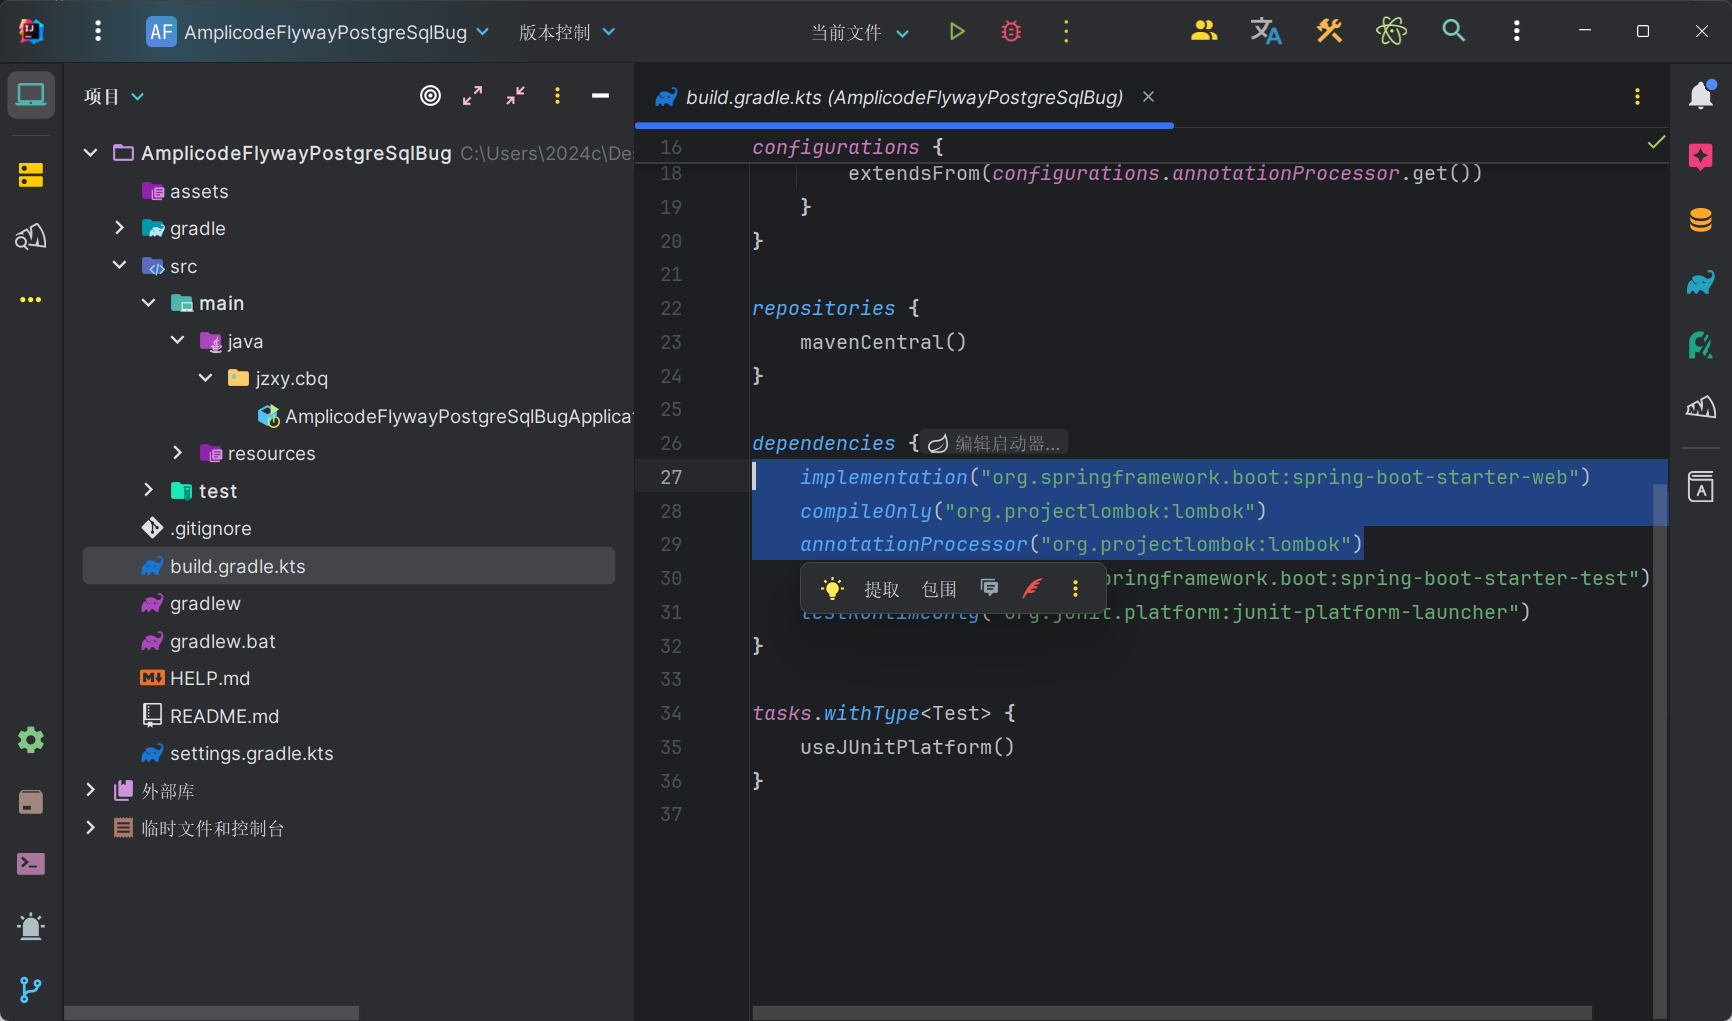 AF AmplicodeFlywayPostgreSqlBug 版本控制 当前文件
项目
AmplicodeFlywayPostgreSqlBug C:\Users\2024c\De
assets
gradle
src
main
java
jzxy.cbq
AmplicodeFlywayPostgreSqlBugApplicat
resources
test
.gitignore
build.gradle.kts
gradlew
gradlew.bat
HELP.md
README.md
settings.gradle.kts
外部库
临时文件和控制台
build.gradle.kts (AmplicodeFlywayPostgreSqlBug)
16 configurations {
18 extendsFrom(configurations.annotationProcessor.get())
19 }
20 }
21
22 repositories {
23 mavenCentral()
24 }
25
26 dependencies { 编辑启动器...
27 implementation("org.springframework.boot:spring-boot-starter-web")
28 compileOnly("org.projectlombok:lombok")
29 annotationProcessor("org.projectlombok:lombok")
30 pringframework.boot:spring-boot-starter-test")
提取 包围
31 testRuntimeOnly("org.junit.platform:junit-platform-launcher")
32 }
33
34 tasks.withType<Test> {
35 useJUnitPlatform()
36 }
37